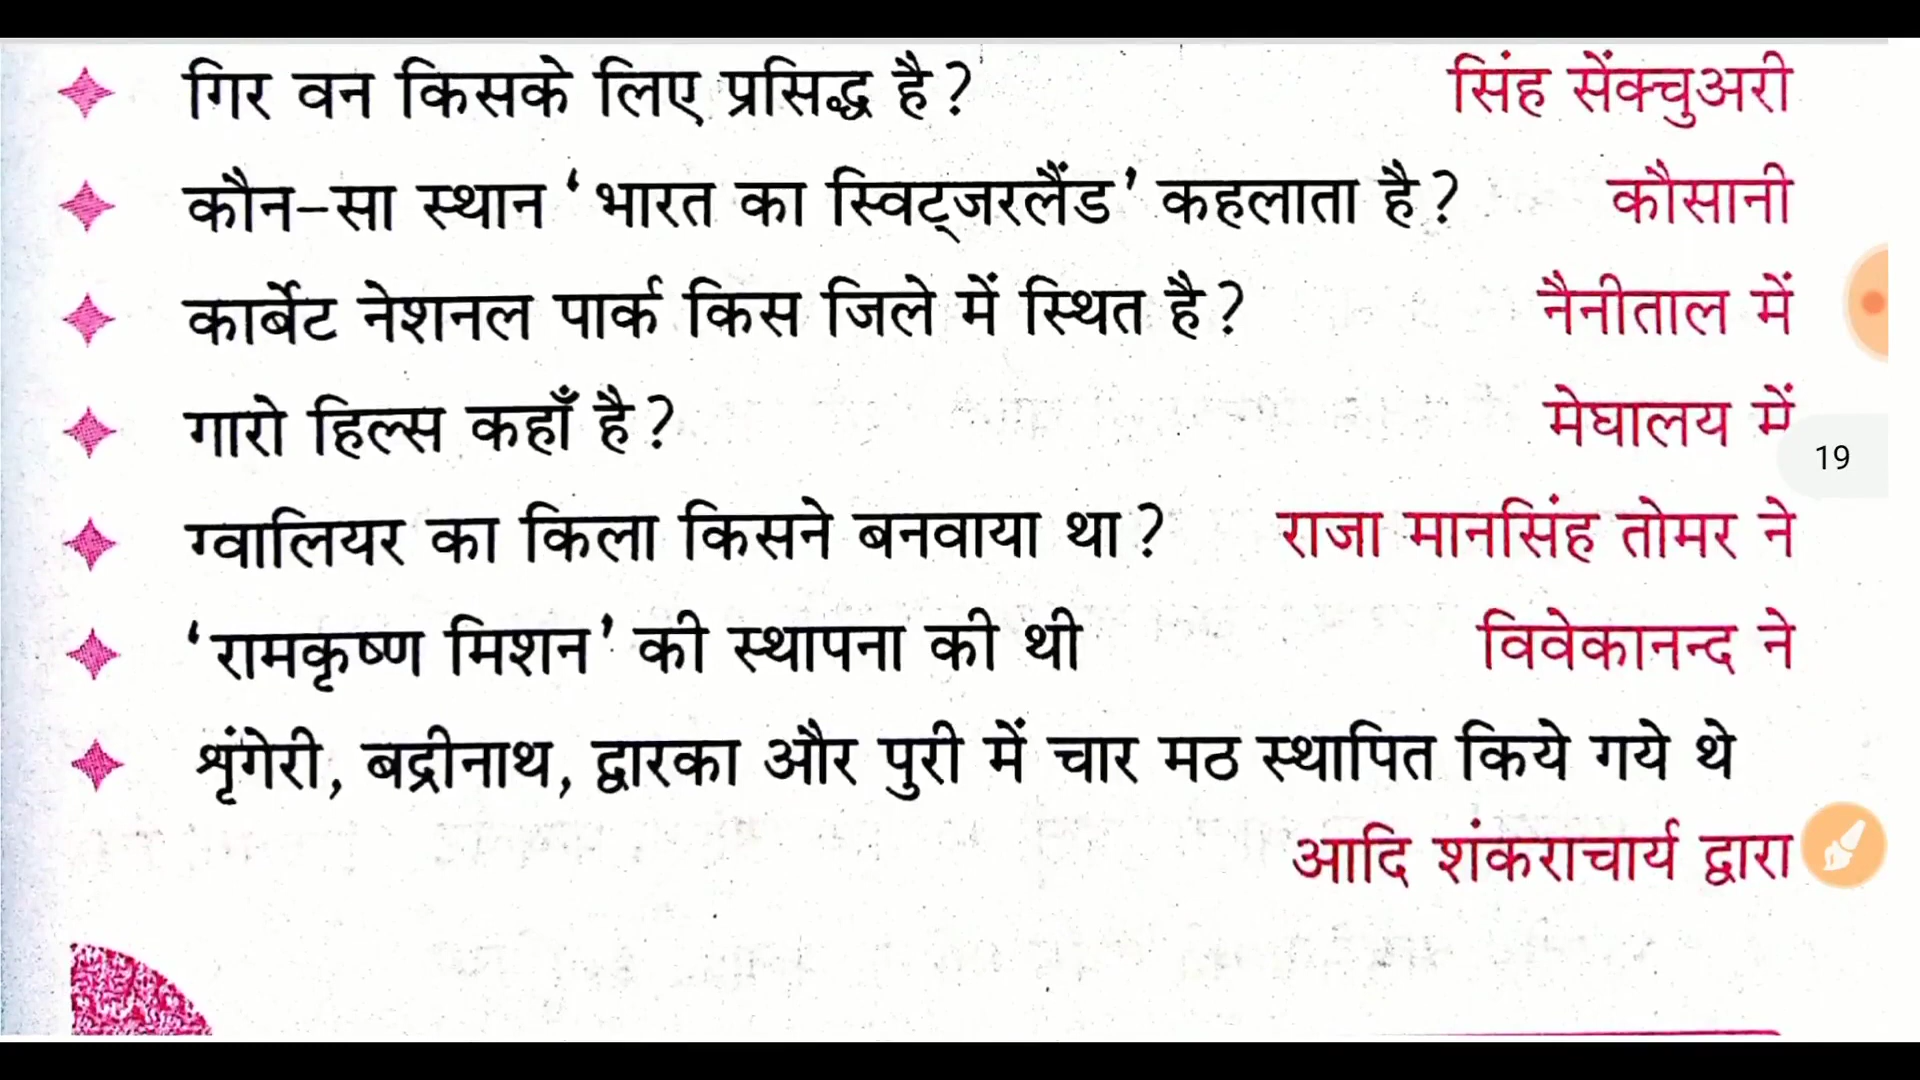 गिर वन किसके लिए प्रसिद्ध है? सिंह सेंक्चुअरी
कौन-सा स्थान ‘भारत का स्विट्जरलैंड’ कहलाता है? कौसानी
कार्बेट नेशनल पार्क किस जिले में स्थित है? नैनीताल में
गारो हिल्स कहाँ है? मेघालय में
19
ग्वालियर का किला किसने बनवाया था? राजा मानसिंह तोमर ने
‘रामकृष्ण मिशन’ की स्थापना की थी विवेकानन्द ने
शृंगेरी, बद्रीनाथ, द्वारका और पुरी में चार मठ स्थापित किये गये थे
आदि शंकराचार्य द्वारा